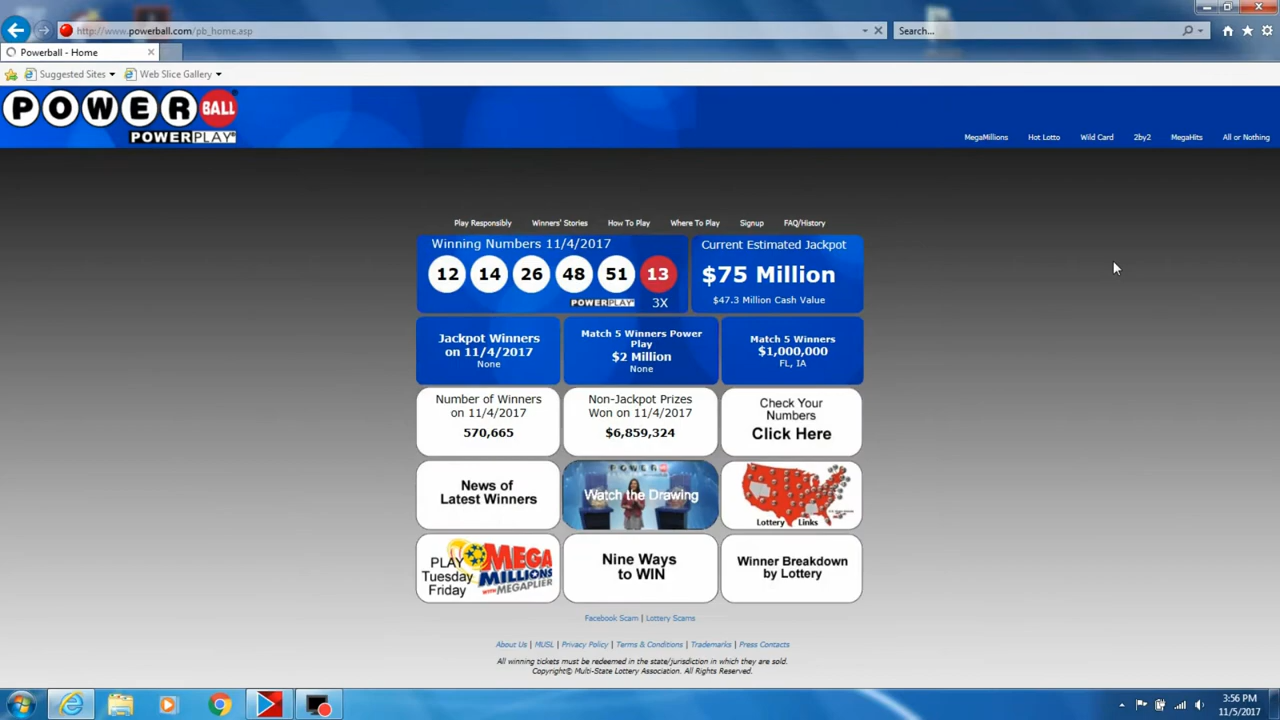 http://www.powerball.com/pb_home.asp
Search...
Powerball - Home
Suggested Sites
Web Slice Gallery
POWER BALL
POWERPLAY®
MegaMillions Hot Lotto Wild Card 2by2 MegaHits All or Nothing
Play Responsibly Winners' Stories How To Play Where To Play Signup FAQ/History
Winning Numbers 11/4/2017
12 14 26 48 51 13
POWERPLAY 3X
Current Estimated Jackpot
$75 Million
$47.3 Million Cash Value
Jackpot Winners
on 11/4/2017
None
Match 5 Winners Power
Play
$2 Million
None
Match 5 Winners
$1,000,000
FL, IA
Number of Winners
on 11/4/2017
570,665
Non-Jackpot Prizes
Won on 11/4/2017
$6,859,324
Check Your
Numbers
Click Here
News of
Latest Winners
POWER
Watch the Drawing
Lottery Links
PLAY
Tuesday
Friday
MEGA
MILLIONS
WITH MEGAPLIER
Nine Ways
to WIN
Winner Breakdown
by Lottery
Facebook Scam | Lottery Scams
About Us | MUSL | Privacy Policy | Terms & Conditions | Trademarks | Press Contacts
All winning tickets must be redeemed in the state/jurisdiction in which they are sold.
Copyright© Multi-State Lottery Association. All Rights Reserved.
3:56 PM
11/5/2017